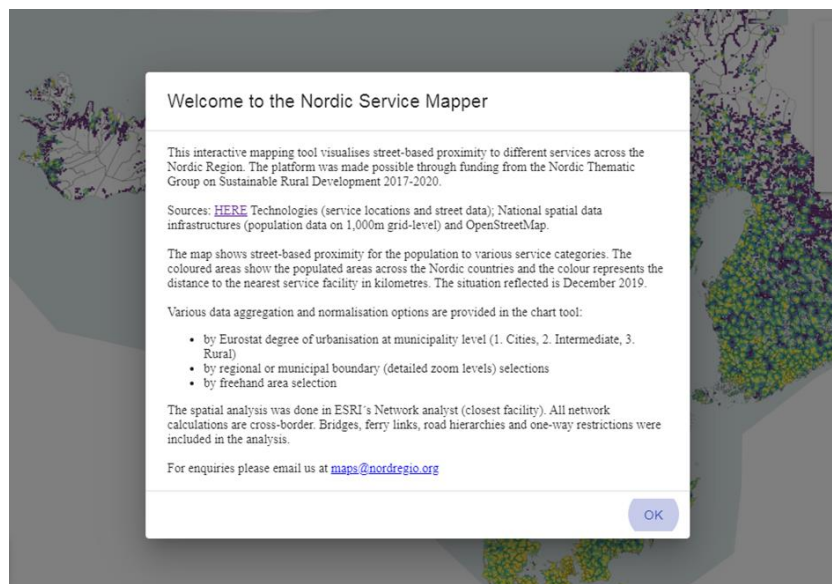 Welcome to the Nordic Service Mapper
This interactive mapping tool visualises street-based proximity to different services across the
Nordic Region. The platform was made possible through funding from the Nordic Thematic
Group on Sustainable Rural Development 2017-2020.
Sources: HERE Technologies (service locations and street data); National spatial data
infrastructures (population data on 1,000m grid-level) and OpenStreetMap.
The map shows street-based proximity for the population to various service categories. The
coloured areas show the populated areas across the Nordic countries and the colour represents the
distance to the nearest service facility in kilometres. The situation reflected is December 2019.
Various data aggregation and normalisation options are provided in the chart tool:
• by Eurostat degree of urbanisation at municipality level (1. Cities, 2. Intermediate, 3.
Rural)
• by regional or municipal boundary (detailed zoom levels) selections
• by freehand area selection
The spatial analysis was done in ESRI´s Network analyst (closest facility). All network
calculations are cross-border. Bridges, ferry links, road hierarchies and one-way restrictions were
included in the analysis.
For enquiries please email us at maps@nordregio.org
OK